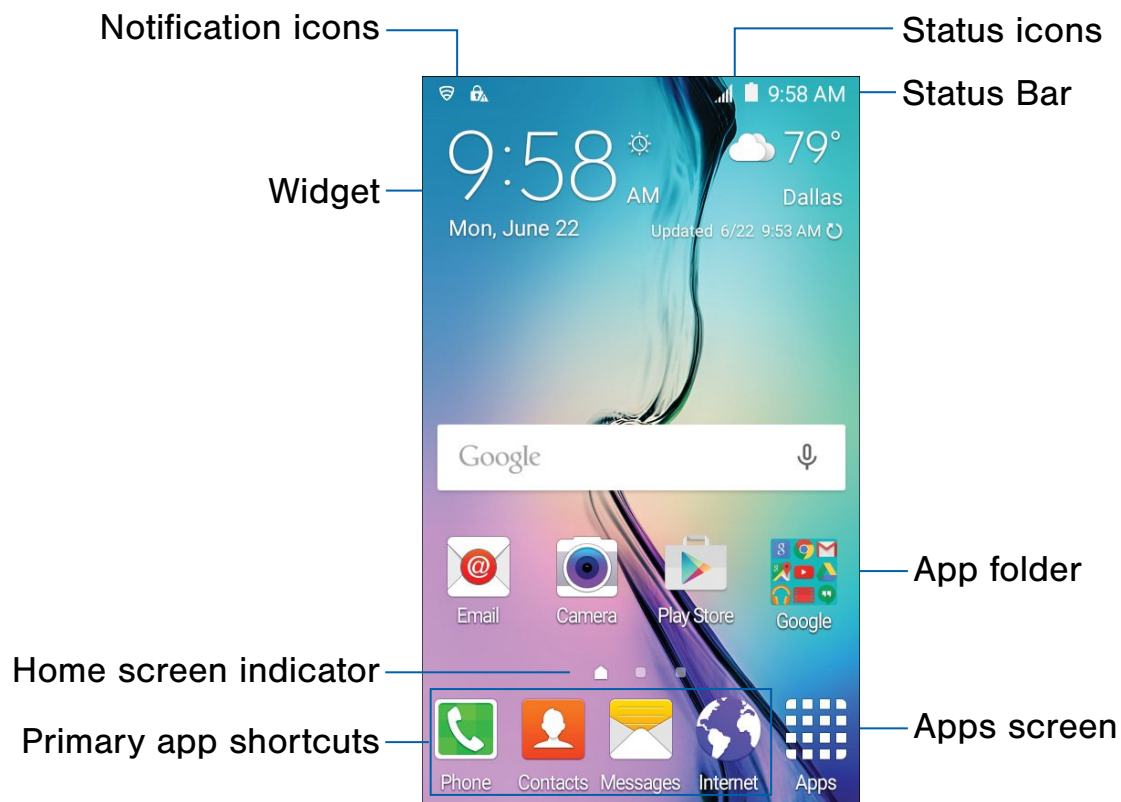 Notification icons
Status icons
9:58 AM
Status Bar
9:58
AM
79°
Widget
Dallas
Mon, June 22
Updated 6/22 9:53 AM
Google
Email
Camera
Play Store
Google
App folder
Home screen indicator
Primary app shortcuts
Apps screen
Phone
Contacts
Messages
Internet
Apps